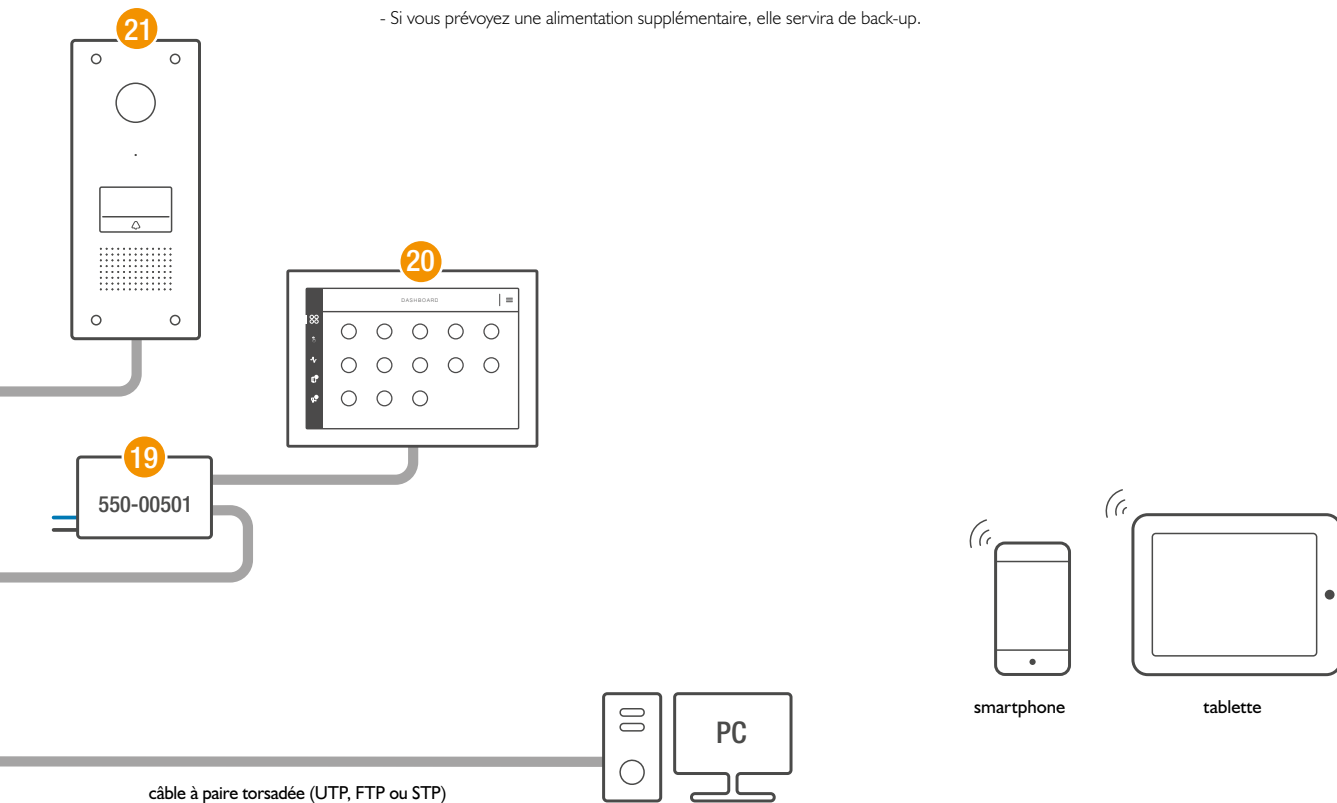 - Si vous prévoyez une alimentation supplémentaire, elle servira de back-up.
21
20
DASHBOARD
19
550-00501
smartphone
tablette
PC
câble à paire torsadée (UTP, FTP ou STP)